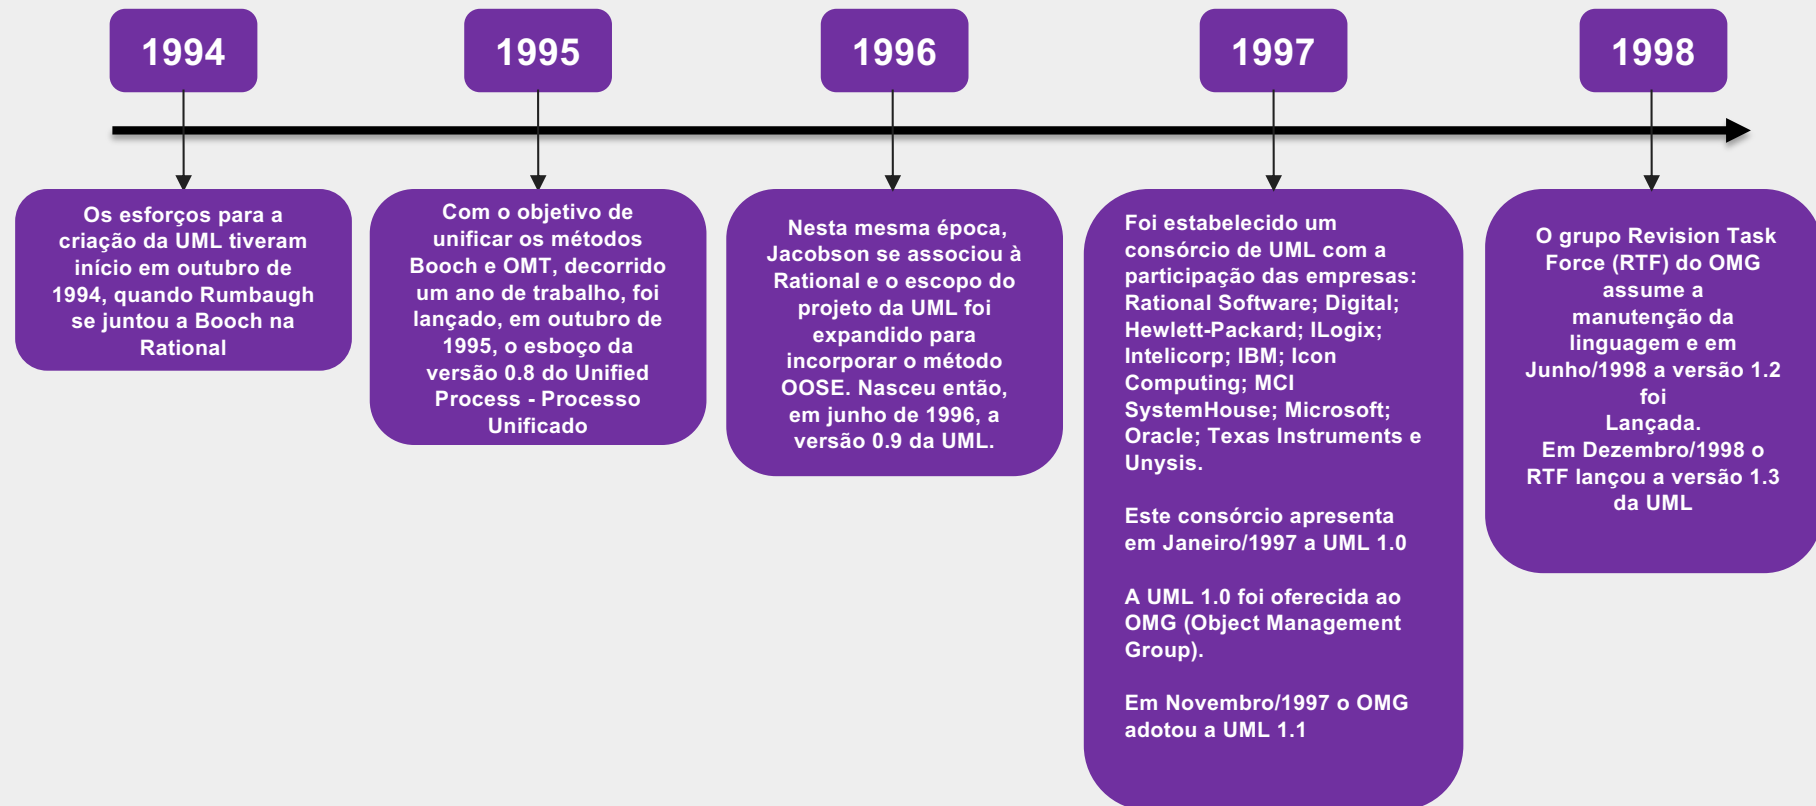 1994
Os esforços para a
criação da UML tiveram
início em outubro de
1994, quando Rumbaugh
se juntou a Booch na
Rational
1995
Com o objetivo de
unificar os métodos
Booch e OMT, decorrido
um ano de trabalho, foi
lançado, em outubro de
1995, o esboço da
versão 0.8 do Unified
Process - Processo
Unificado
1996
Nesta mesma época,
Jacobson se associou à
Rational e o escopo do
projeto da UML foi
expandido para
incorporar o método
OOSE. Nasceu então,
em junho de 1996, a
versão 0.9 da UML.
1997
Foi estabelecido um
consórcio de UML com a
participação das empresas:
Rational Software; Digital;
Hewlett-Packard; ILogix;
Intelicorp; IBM; Icon
Computing; MCI
SystemHouse; Microsoft;
Oracle; Texas Instruments e
Unysis.
Este consórcio apresenta
em Janeiro/1997 a UML 1.0
A UML 1.0 foi oferecida ao
OMG (Object Management
Group).
Em Novembro/1997 o OMG
adotou a UML 1.1
1998
O grupo Revision Task
Force (RTF) do OMG
assume a
manutenção da
linguagem e em
Junho/1998 a versão 1.2
foi
Lançada.
Em Dezembro/1998 o
RTF lançou a versão 1.3
da UML